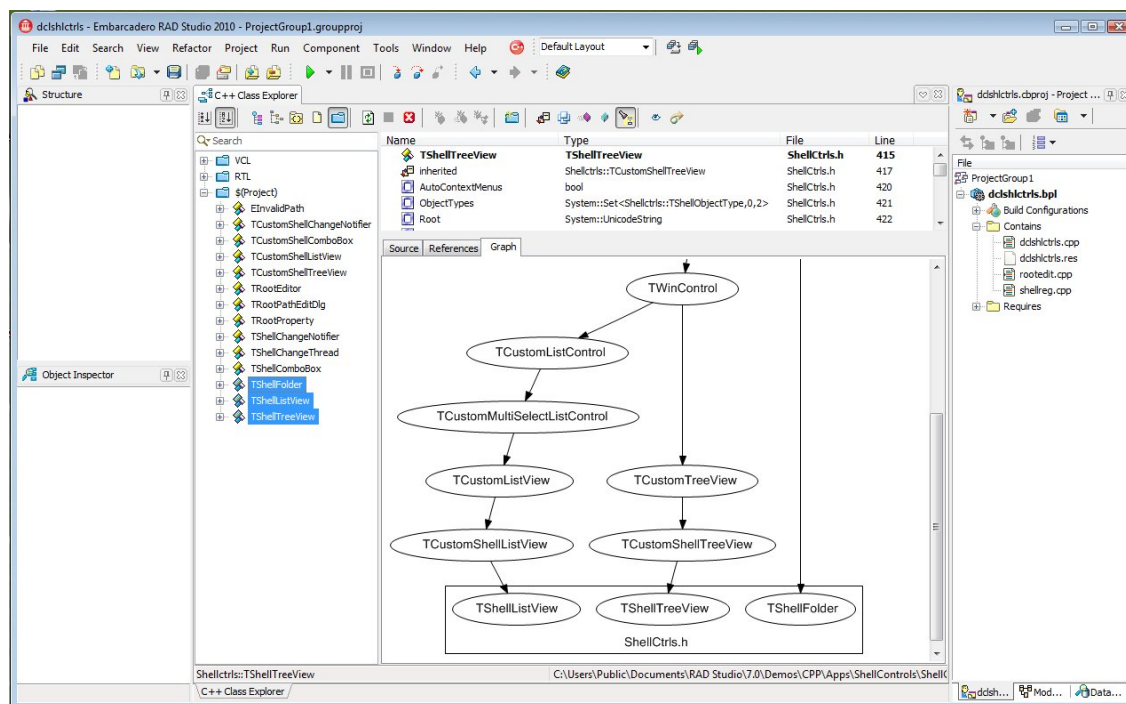 dclshlctrls - Embarcadero RAD Studio 2010 - ProjectGroup1.groupproj
File Edit Search View Refactor Project Run Component Tools Window Help Default Layout
Structure
C++ Class Explorer
dclshlctrls.cbproj - Project ...
Search
VCL
RTL
$(Project)
EInvalidPath
TCustomShellChangeNotifier
TCustomShellComboBox
TCustomShellListView
TCustomShellTreeView
TRootEditor
TRootPathEditDlg
TRootProperty
TShellChangeNotifier
TShellChangeThread
TShellComboBox
TShellFolder
TShellListView
TShellTreeView
Name Type File Line
TShellTreeView TShellTreeView ShellCtrls.h 415
inherited Shellctrls::TCustomShellTreeView ShellCtrls.h 417
AutoContextMenus bool ShellCtrls.h 420
ObjectTypes System::Set<Shellctrls::TShellObjectType,0,2> ShellCtrls.h 421
Root System::UnicodeString ShellCtrls.h 422
Source References Graph
TWinControl
TCustomListControl
TCustomMultiSelectListControl
TCustomListView TCustomTreeView
TCustomShellListView TCustomShellTreeView
TShellListView TShellTreeView TShellFolder
ShellCtrls.h
File
ProjectGroup1
dclshlctrls.bpl
Build Configurations
Contains
dclshlctrls.cpp
dclshlctrls.res
rootedit.cpp
shellreg.cpp
Requires
Object Inspector
Shellctrls::TShellTreeView C:\Users\Public\Documents\RAD Studio\7.0\Demos\CPP\Apps\ShellControls\Shell
C++ Class Explorer
dclsh... Mod... Data...